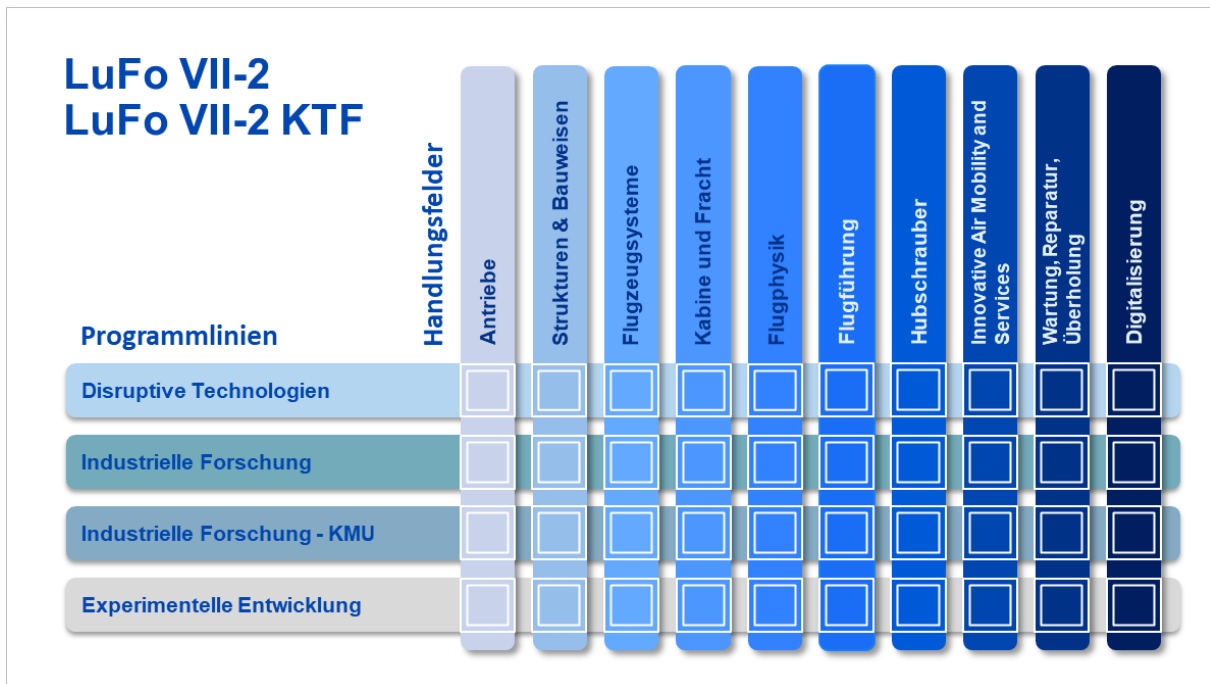 LuFo VII-2
LuFo VII-2 KTF
Handlungsfelder
Antriebe
Strukturen & Bauweisen
Flugzeugsysteme
Kabine und Fracht
Flugphysik
Flugführung
Hubschrauber
Innovative Air Mobility and
Services
Wartung, Reparatur,
Überholung
Digitalisierung
Programmlinien
Disruptive Technologien
Industrielle Forschung
Industrielle Forschung - KMU
Experimentelle Entwicklung